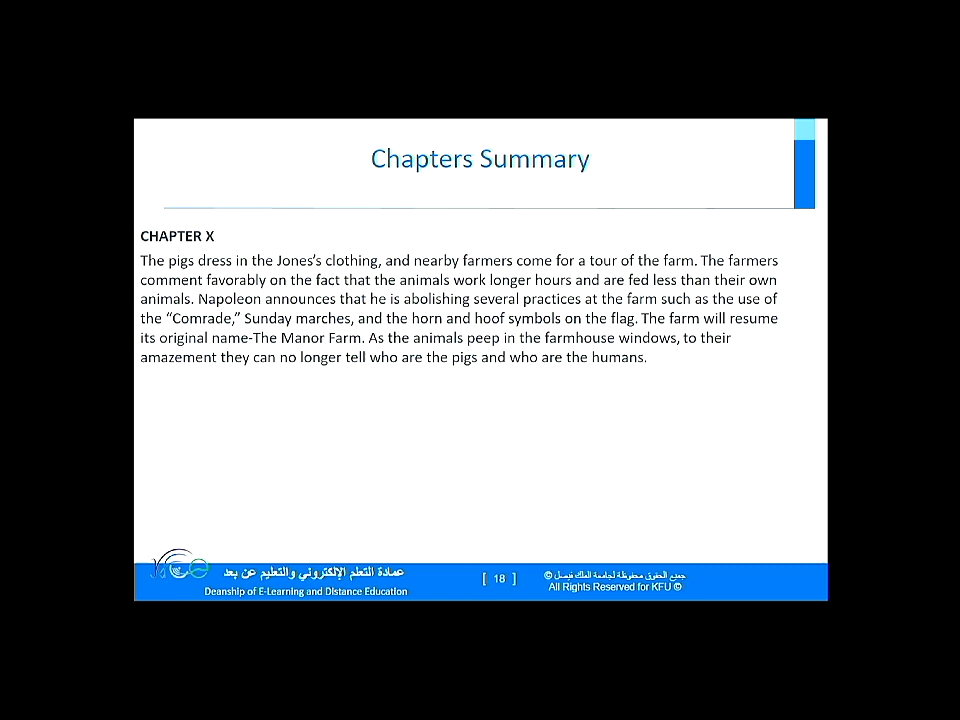 Chapters Summary
CHAPTER X
The pigs dress in the Jones's clothing, and nearby farmers come for a tour of the farm. The farmers
comment favorably on the fact that the animals work longer hours and are fed less than their own
animals. Napoleon announces that he is abolishing several practices at the farm such as the use of
the “Comrade,” Sunday marches, and the horn and hoof symbols on the flag. The farm will resume
its original name-The Manor Farm. As the animals peep in the farmhouse windows, to their
amazement they can no longer tell who are the pigs and who are the humans.
عمادة التعلم الإلكتروني والتعليم عن بعد
Deanship of E-Learning and Distance Education
[ 18 ]
جميع الحقوق محفوظة لجامعة الملك فيصل ©
All Rights Reserved for KFU ©